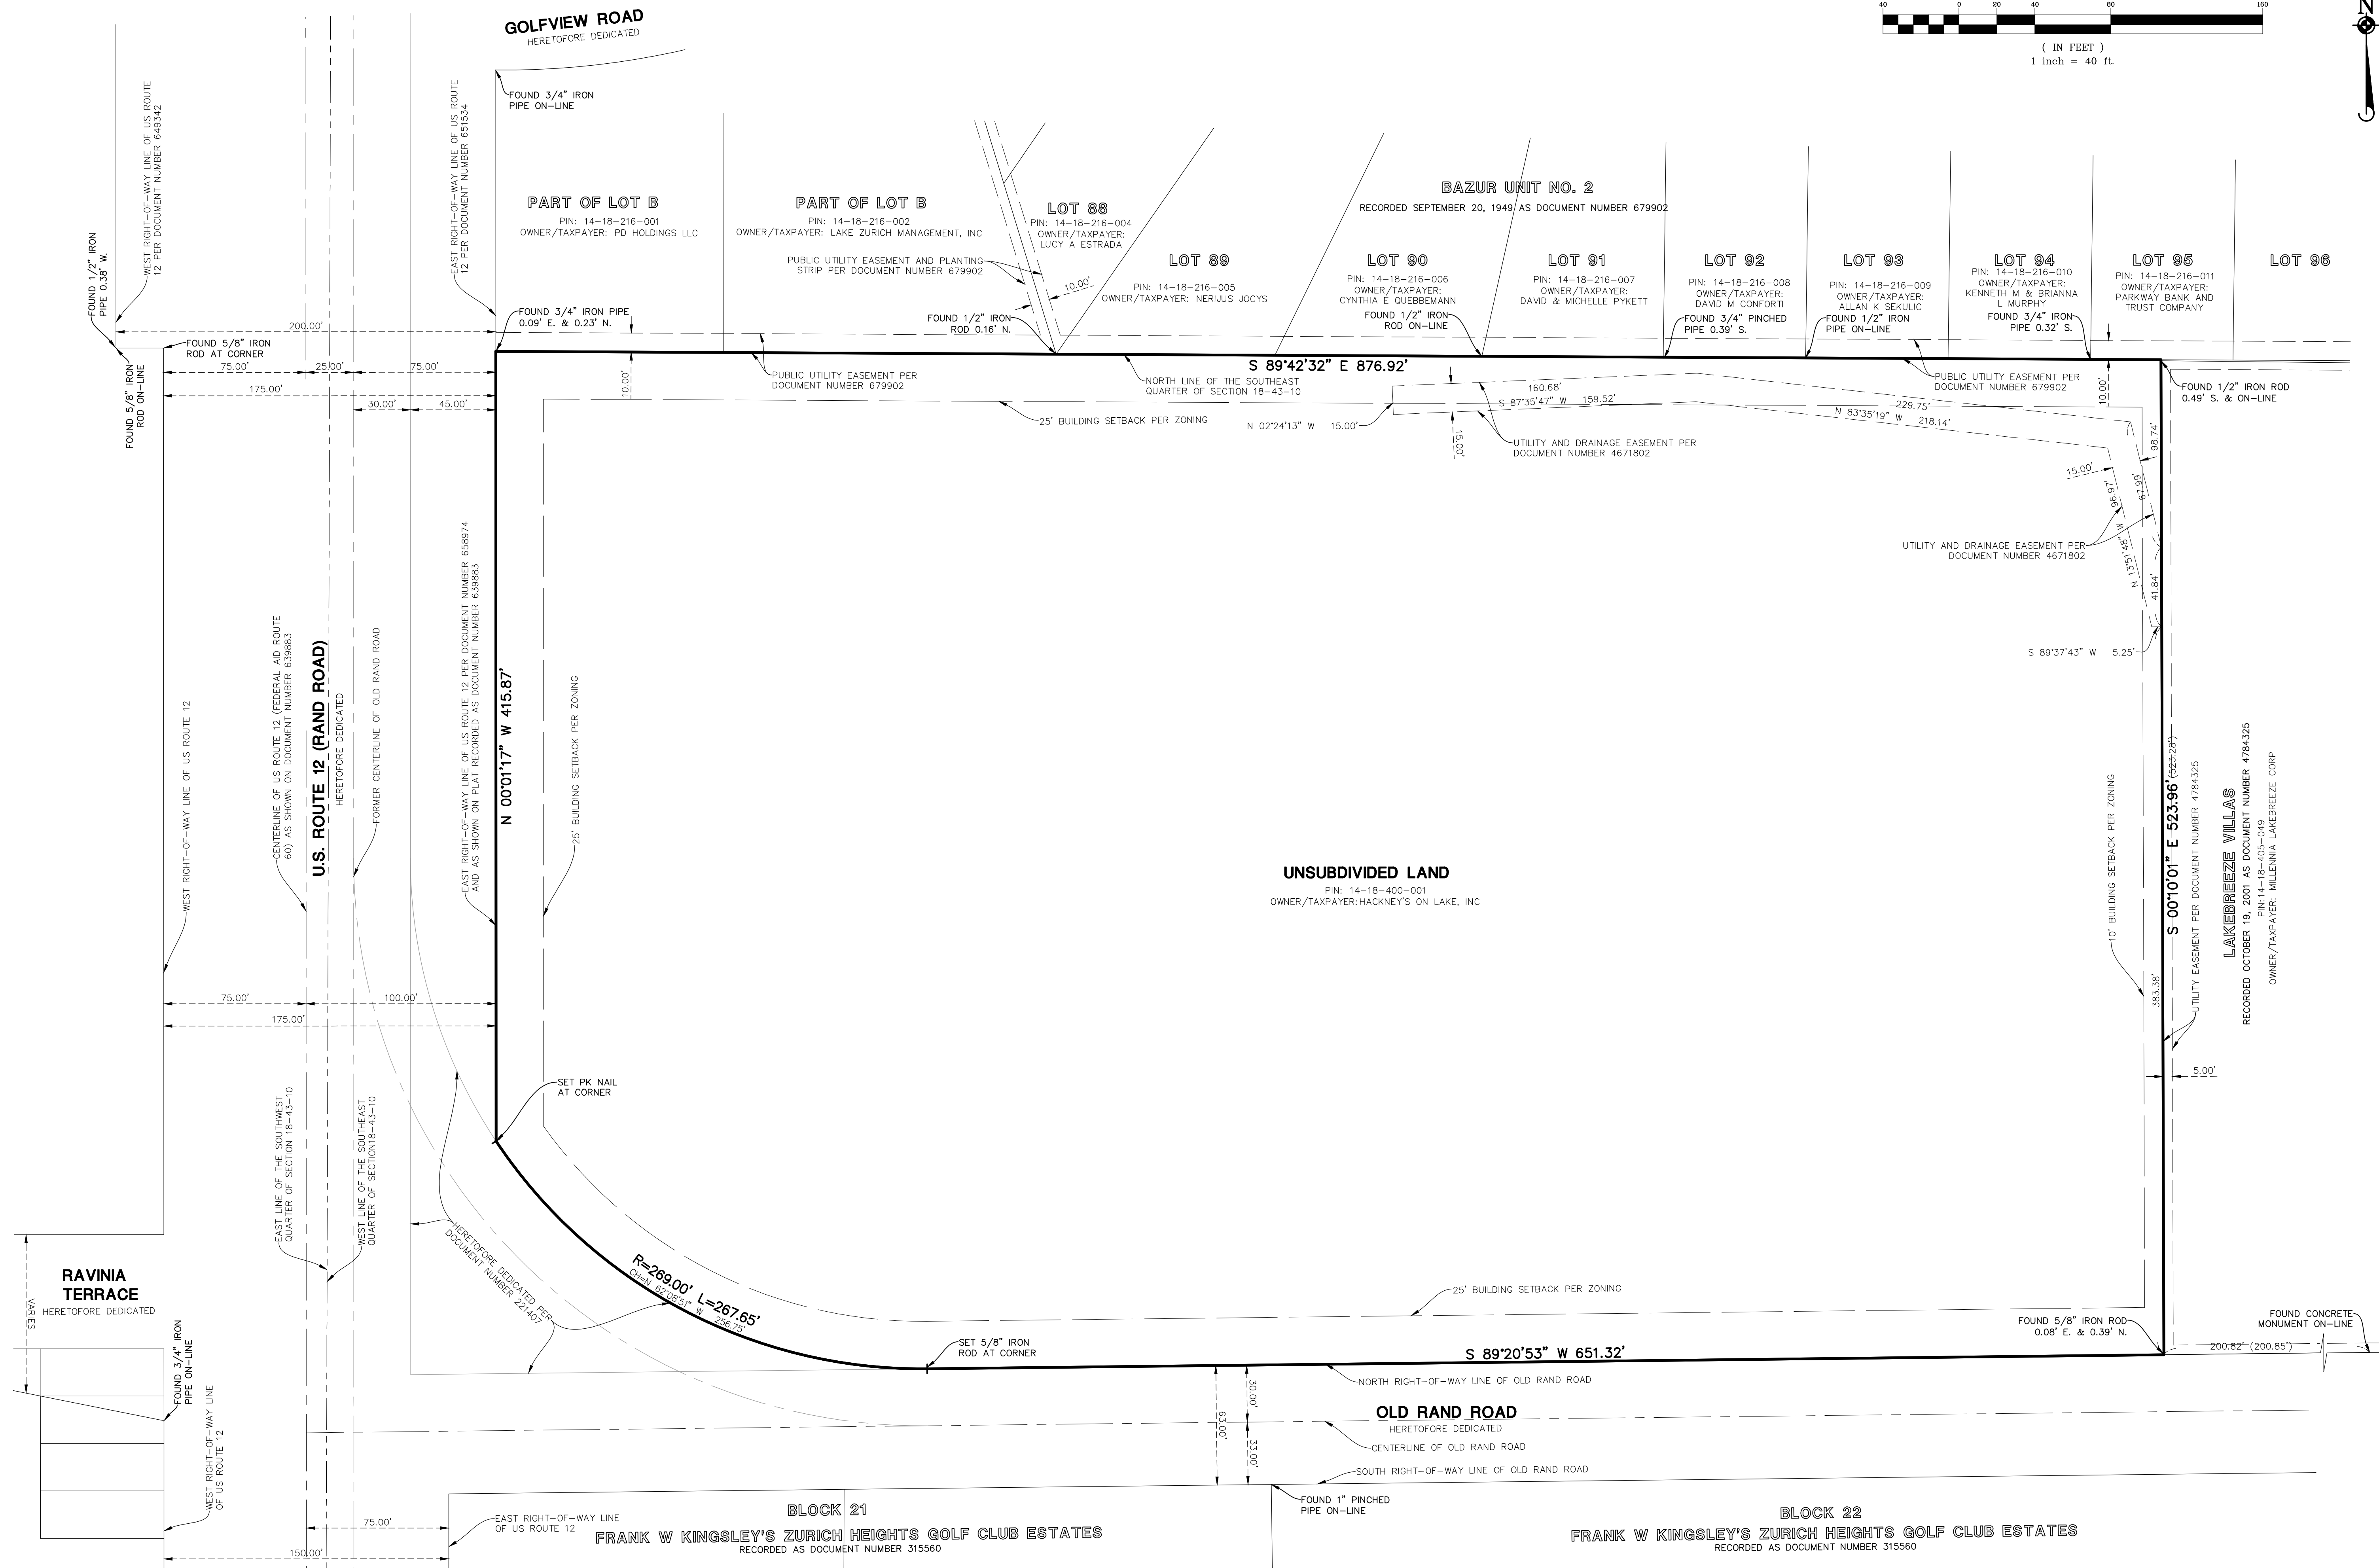 GOLFVIEW ROAD
HERETOFORE DEDICATED
40 0 20 40 80 160
( IN FEET )
1 inch = 40 ft.
N
FOUND 3/4" IRON
PIPE ON-LINE
WEST RIGHT-OF-WAY LINE OF US ROUTE
12 PER DOCUMENT NUMBER 649342
EAST RIGHT-OF-WAY LINE OF US ROUTE
12 PER DOCUMENT NUMBER 651534
FOUND 1/2" IRON
PIPE 0.38' W.
PART OF LOT B
PIN: 14-18-216-001
OWNER/TAXPAYER: PD HOLDINGS LLC
PART OF LOT B
PIN: 14-18-216-002
OWNER/TAXPAYER: LAKE ZURICH MANAGEMENT, INC
PUBLIC UTILITY EASEMENT AND PLANTING
STRIP PER DOCUMENT NUMBER 679902
LOT 88
PIN: 14-18-216-004
OWNER/TAXPAYER:
LUCY A ESTRADA
10.00'
BAZUR UNIT NO. 2
RECORDED SEPTEMBER 20, 1949 AS DOCUMENT NUMBER 679902
LOT 89
PIN: 14-18-216-005
OWNER/TAXPAYER: NERIJUS JOCYS
LOT 90
PIN: 14-18-216-006
OWNER/TAXPAYER:
CYNTHIA E QUEBBEMANN
FOUND 1/2" IRON
ROD ON-LINE
LOT 91
PIN: 14-18-216-007
OWNER/TAXPAYER:
DAVID & MICHELLE PYKETT
LOT 92
PIN: 14-18-216-008
OWNER/TAXPAYER:
DAVID M CONFORTI
FOUND 3/4" PINCHED
PIPE 0.39' S.
LOT 93
PIN: 14-18-216-009
OWNER/TAXPAYER:
ALLAN K SEKULIC
FOUND 1/2" IRON
PIPE ON-LINE
LOT 94
PIN: 14-18-216-010
OWNER/TAXPAYER:
KENNETH M & BRIANNA
L MURPHY
FOUND 3/4" IRON
PIPE 0.32' S.
LOT 95
PIN: 14-18-216-011
OWNER/TAXPAYER:
PARKWAY BANK AND
TRUST COMPANY
LOT 96
FOUND 3/4" IRON PIPE
0.09' E. & 0.23' N.
FOUND 1/2" IRON
ROD 0.16' N.
200.00'
FOUND 5/8" IRON
ROD AT CORNER
FOUND 5/8" IRON
ROD ON-LINE
75.00' 25.00' 75.00'
175.00'
30.00' 45.00'
10.00'
PUBLIC UTILITY EASEMENT PER
DOCUMENT NUMBER 679902
S 89°42'32" E 876.92'
NORTH LINE OF THE SOUTHEAST
QUARTER OF SECTION 18-43-10
25' BUILDING SETBACK PER ZONING
N 02°24'13" W 15.00'
160.68'
S 87°35'47" W 159.52'
15.00'
UTILITY AND DRAINAGE EASEMENT PER
DOCUMENT NUMBER 4671802
229.75'
N 83°35'19" W 218.14'
PUBLIC UTILITY EASEMENT PER
DOCUMENT NUMBER 679902
10.00'
FOUND 1/2" IRON ROD
0.49' S. & ON-LINE
98.74'
15.00'
67.99'
N 13°51'48" W 96.97'
UTILITY AND DRAINAGE EASEMENT PER
DOCUMENT NUMBER 4671802
41.84'
S 89°37'43" W 5.25'
WEST RIGHT-OF-WAY LINE OF US ROUTE 12
CENTERLINE OF US ROUTE 12 (FEDERAL AID ROUTE
60) AS SHOWN ON DOCUMENT NUMBER 639883
U.S. ROUTE 12 (RAND ROAD)
HERETOFORE DEDICATED
FORMER CENTERLINE OF OLD RAND ROAD
EAST RIGHT-OF-WAY LINE OF US ROUTE 12 PER DOCUMENT NUMBER 658974
AND AS SHOWN ON PLAT RECORDED AS DOCUMENT NUMBER 639883
N 00°01'17" W 415.87'
25' BUILDING SETBACK PER ZONING
UNSUBDIVIDED LAND
PIN: 14-18-400-001
OWNER/TAXPAYER: HACKNEY'S ON LAKE, INC
10' BUILDING SETBACK PER ZONING
383.38'
S 00°10'01" E 523.96' (523.28')
UTILITY EASEMENT PER DOCUMENT NUMBER 4784325
LAKEBREEZE VILLAS
RECORDED OCTOBER 19, 2001 AS DOCUMENT NUMBER 4784325
PIN: 14-18-405-049
OWNER/TAXPAYER: MILLENNIA LAKEBREEZE CORP
5.00'
75.00' 100.00'
175.00'
SET PK NAIL
AT CORNER
EAST LINE OF THE SOUTHWEST
QUARTER OF SECTION 18-43-10
WEST LINE OF THE SOUTHEAST
QUARTER OF SECTION18-43-10
HERETOFORE DEDICATED PER
DOCUMENT NUMBER 221407
R=269.00' L=267.65'
CH=N 62°08'51" W
256.75'
SET 5/8" IRON
ROD AT CORNER
25' BUILDING SETBACK PER ZONING
S 89°20'53" W 651.32'
FOUND 5/8" IRON ROD
0.08' E. & 0.39' N.
FOUND CONCRETE
MONUMENT ON-LINE
200.82' (200.85')
NORTH RIGHT-OF-WAY LINE OF OLD RAND ROAD
63.00'
30.00'
33.00'
OLD RAND ROAD
HERETOFORE DEDICATED
CENTERLINE OF OLD RAND ROAD
SOUTH RIGHT-OF-WAY LINE OF OLD RAND ROAD
RAVINIA
TERRACE
HERETOFORE DEDICATED
VARIES
FOUND 3/4" IRON
PIPE ON-LINE
WEST RIGHT-OF-WAY LINE
OF US ROUTE 12
75.00'
150.00'
EAST RIGHT-OF-WAY LINE
OF US ROUTE 12
BLOCK 21
FRANK W KINGSLEY'S ZURICH HEIGHTS GOLF CLUB ESTATES
RECORDED AS DOCUMENT NUMBER 315560
FOUND 1" PINCHED
PIPE ON-LINE
BLOCK 22
FRANK W KINGSLEY'S ZURICH HEIGHTS GOLF CLUB ESTATES
RECORDED AS DOCUMENT NUMBER 315560